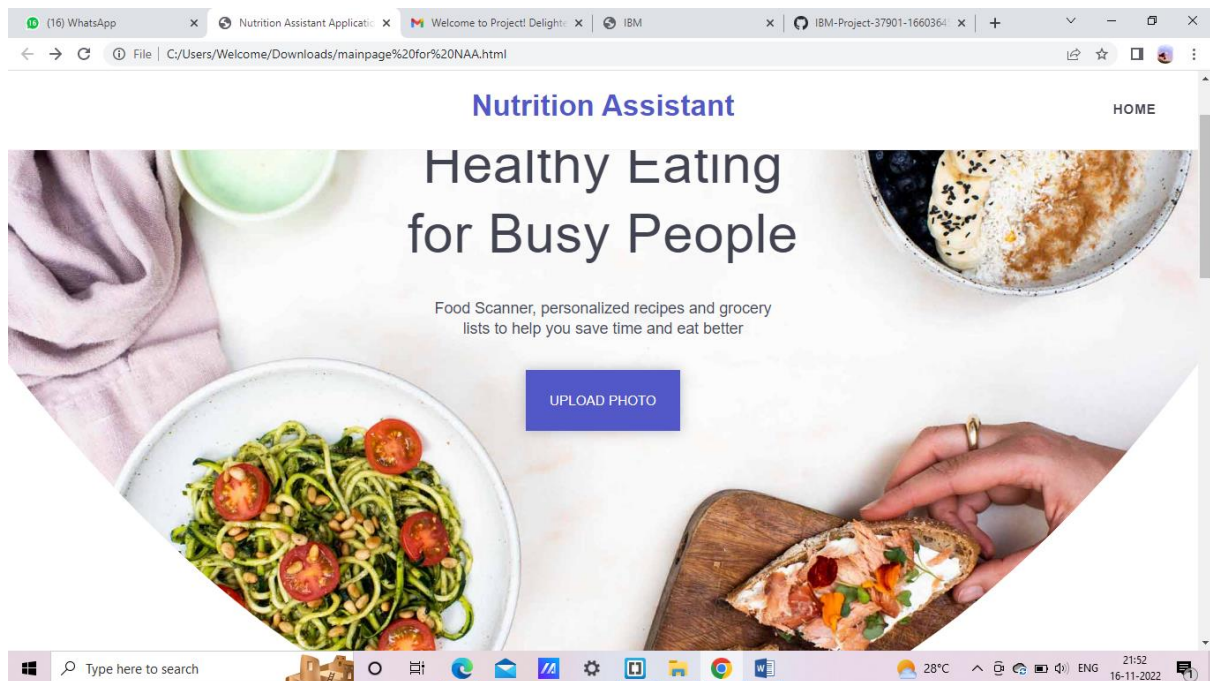 (16) WhatsApp
Nutrition Assistant Applicatic
Welcome to Project! Delighte
IBM
IBM-Project-37901-1660364
File
C:/Users/Welcome/Downloads/mainpage%20for%20NAA.html
Nutrition Assistant
HOME
Healthy Eating
for Busy People
Food Scanner, personalized recipes and grocery
lists to help you save time and eat better
UPLOAD PHOTO
Type here to search
28°C
ENG
21:52
16-11-2022